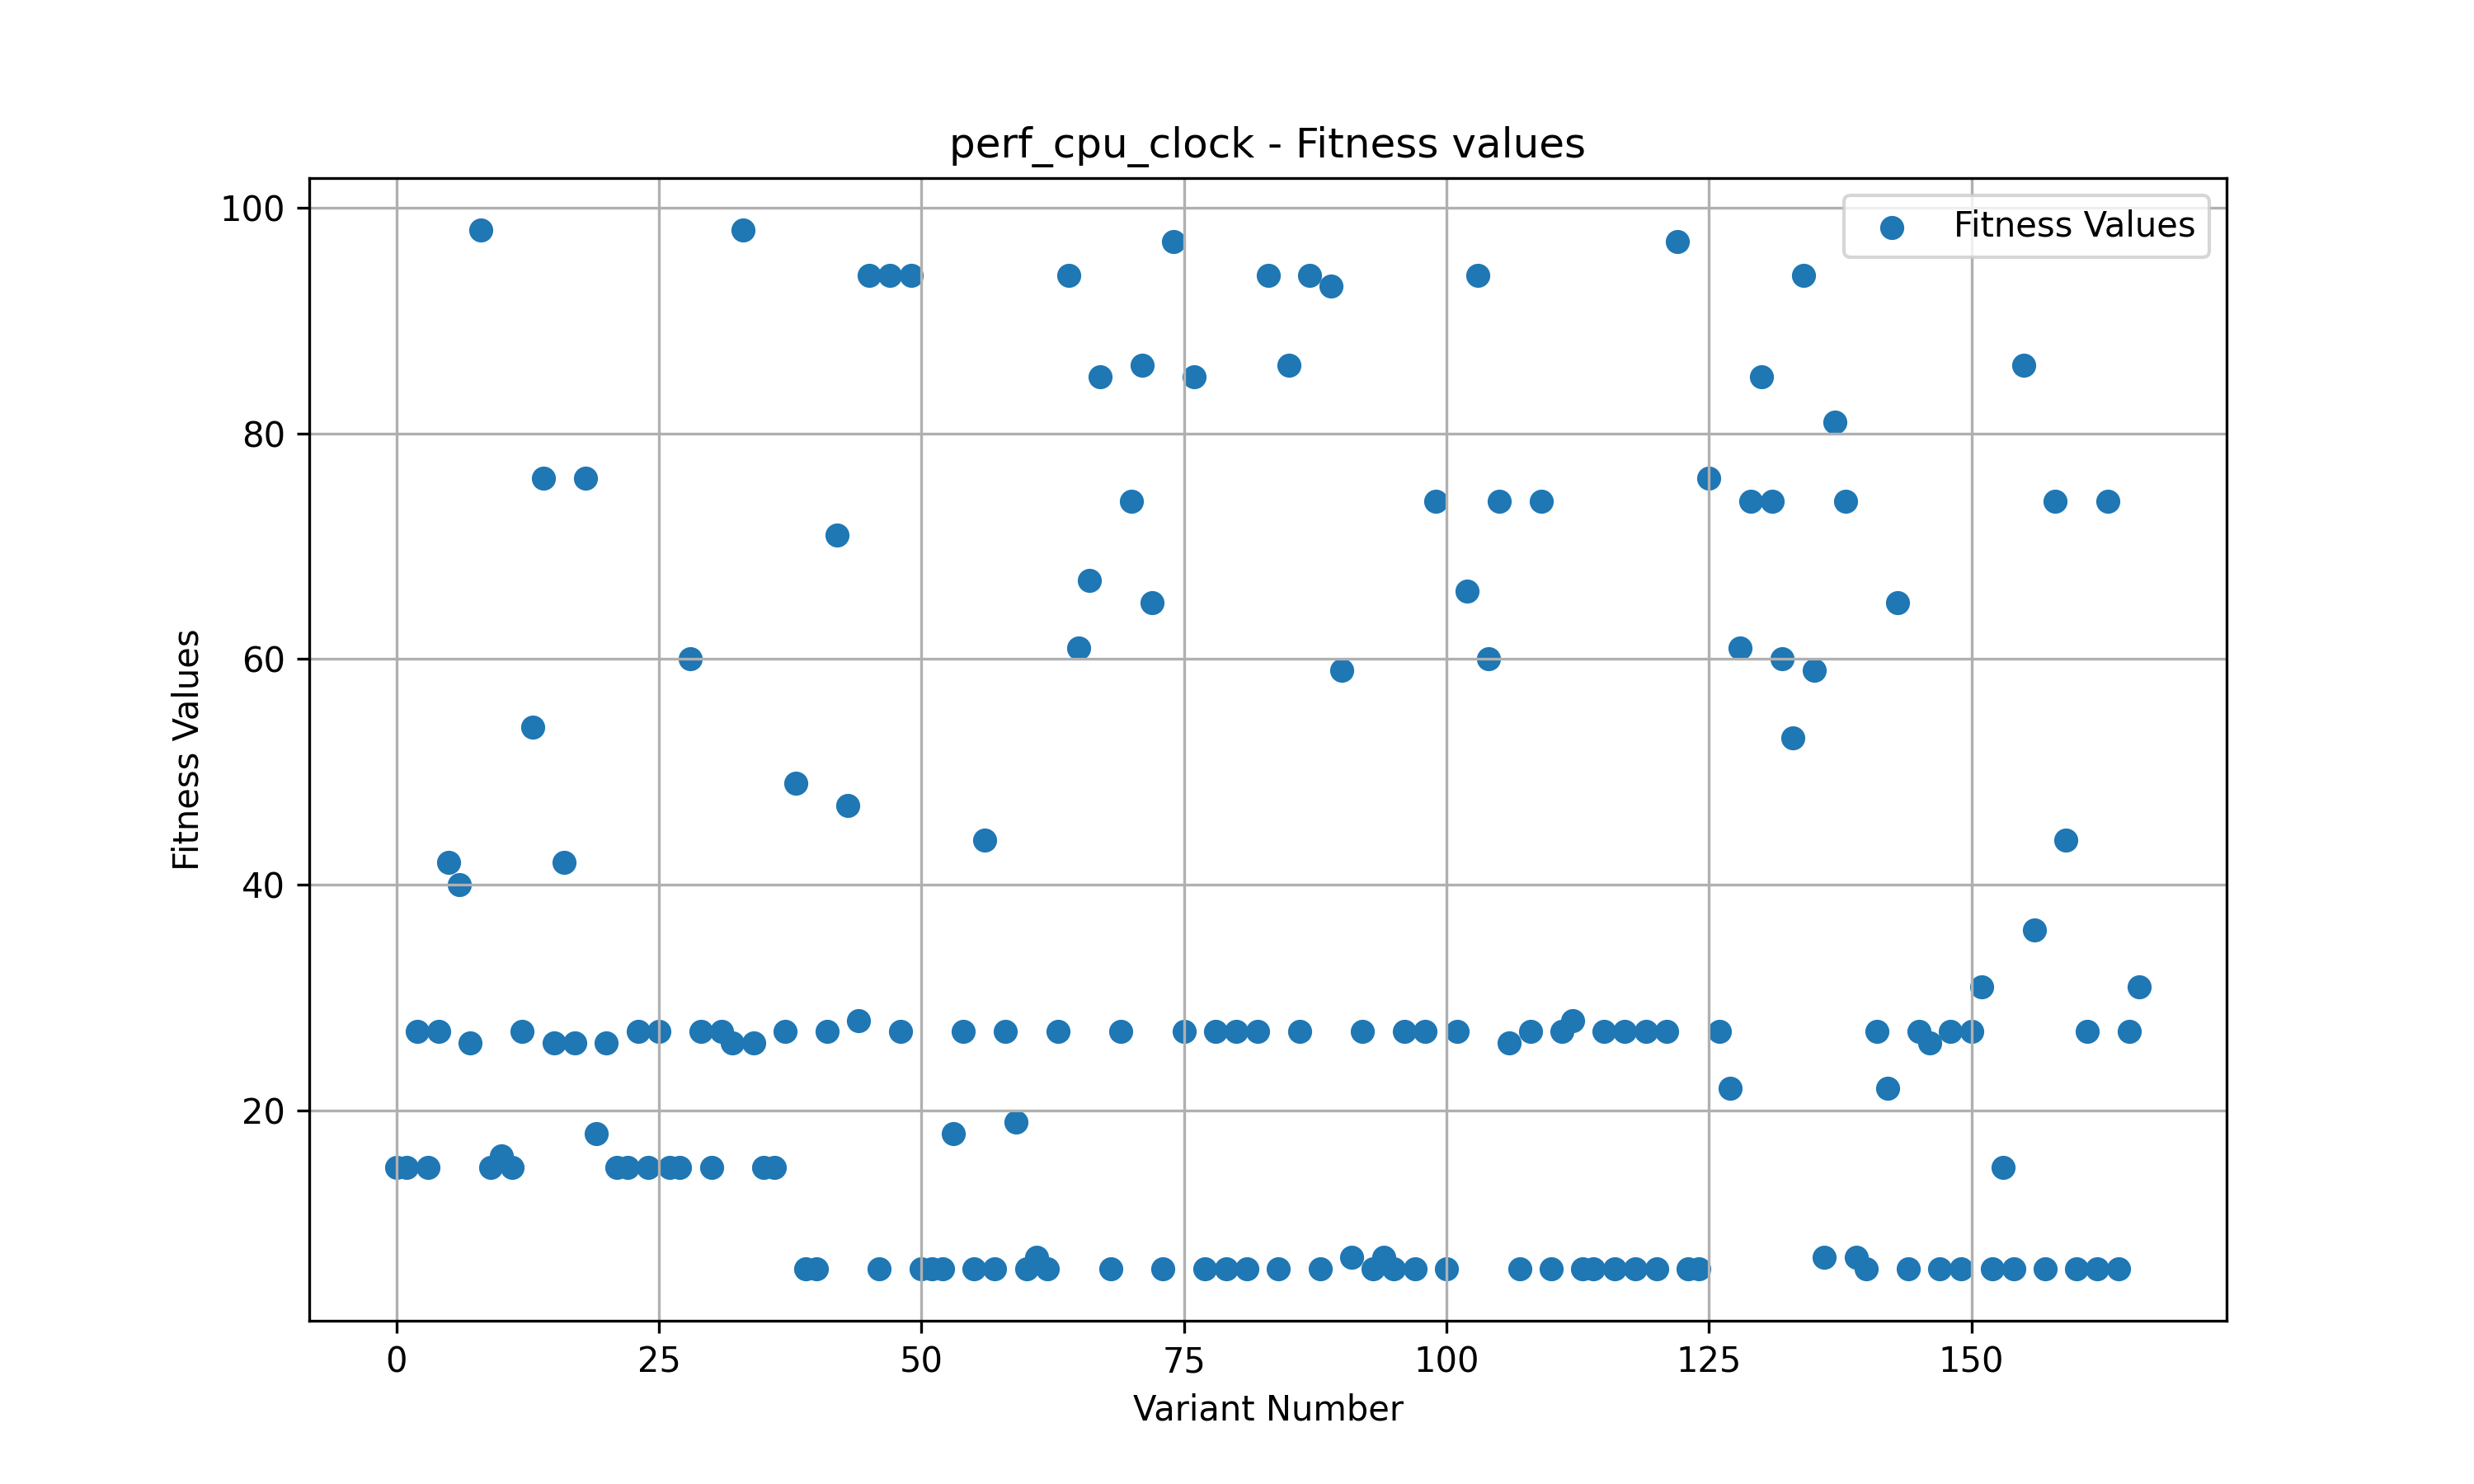 perf_cpu_clock - Fitness values
Fitness Values
100
80
60
40
20
Fitness Values
0 25 50 75 100 125 150
Variant Number